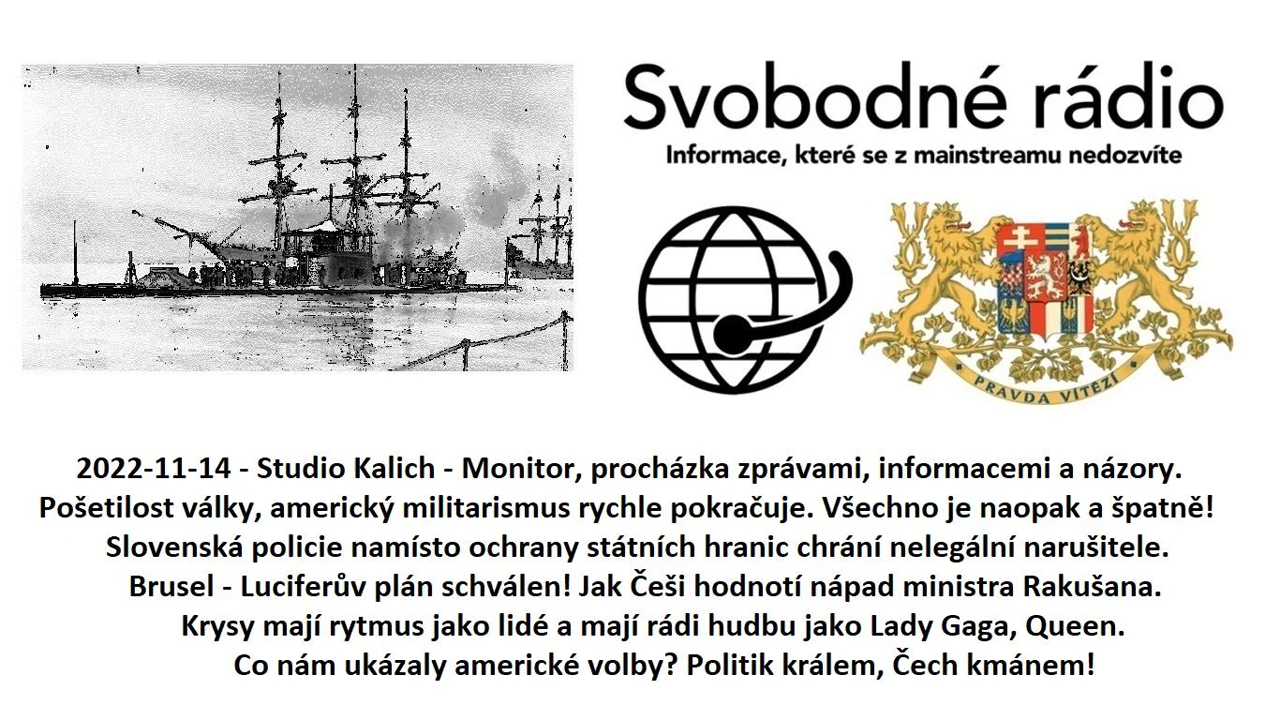 Svobodné rádio
Informace, které se z mainstreamu nedozvíte
PRAVDA VÍTĚZÍ
2022-11-14 - Studio Kalich - Monitor, procházka zprávami, informacemi a názory.
Pošetilost války, americký militarismus rychle pokračuje. Všechno je naopak a špatně!
Slovenská policie namísto ochrany státních hranic chrání nelegální narušitele.
Brusel - Luciferův plán schválen! Jak Češi hodnotí nápad ministra Rakušana.
Krysy mají rytmus jako lidé a mají rádi hudbu jako Lady Gaga, Queen.
Co nám ukázaly americké volby? Politik králem, Čech kmánem!